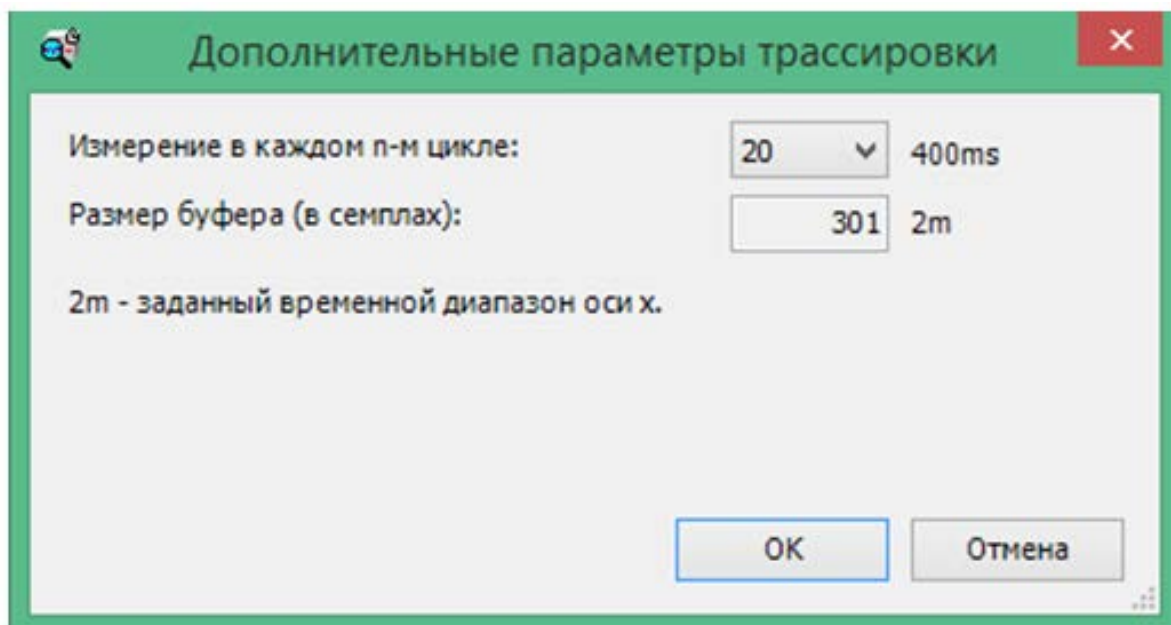 Дополнительные параметры трассировки
Измерение в каждом n-м цикле: 20 400ms
Размер буфера (в семплах): 301 2m
2m - заданный временной диапазон оси x.
OK Отмена